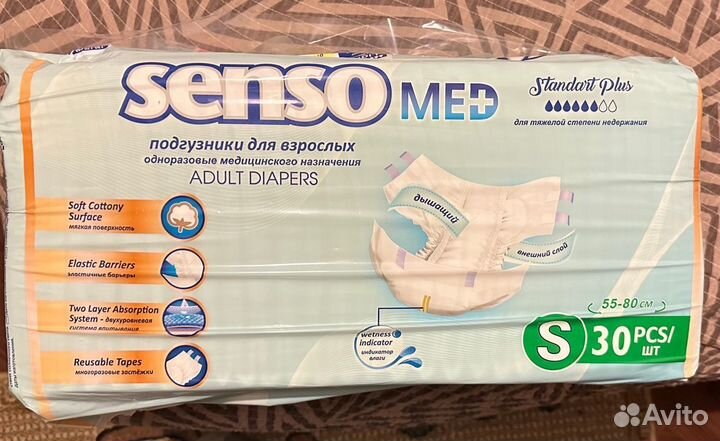 senso MED
Standart Plus
для тяжелой степени недержания
подгузники для взрослых
одноразовые медицинского назначения
ADULT DIAPERS
Soft Cottony
Surface
мягкая поверхность
Elastic Barriers
эластичные барьеры
Two Layer Absorption
System - двухуровневая
система впитывания
Reusable Tapes
многоразовые застёжки
дышащий
внешний слой
wetness
indicator
индикатор
влаги
55-80 см
S 30 PCS/
ШТ
Avito